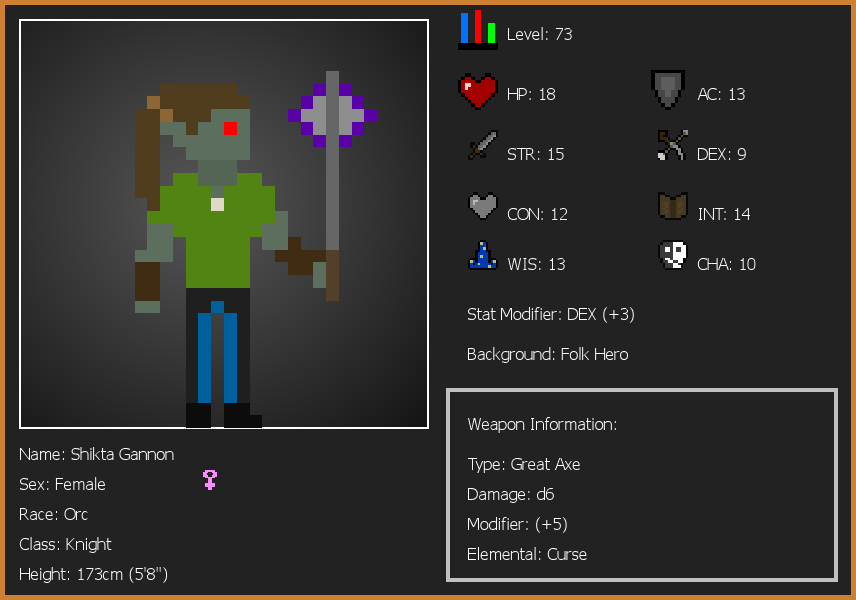 Level: 73
HP: 18
AC: 13
STR: 15
DEX: 9
CON: 12
INT: 14
WIS: 13
CHA: 10
Stat Modifier: DEX (+3)
Background: Folk Hero
Weapon Information:
Type: Great Axe
Damage: d6
Modifier: (+5)
Elemental: Curse
Name: Shikta Gannon
Sex: Female
Race: Orc
Class: Knight
Height: 173cm (5'8")